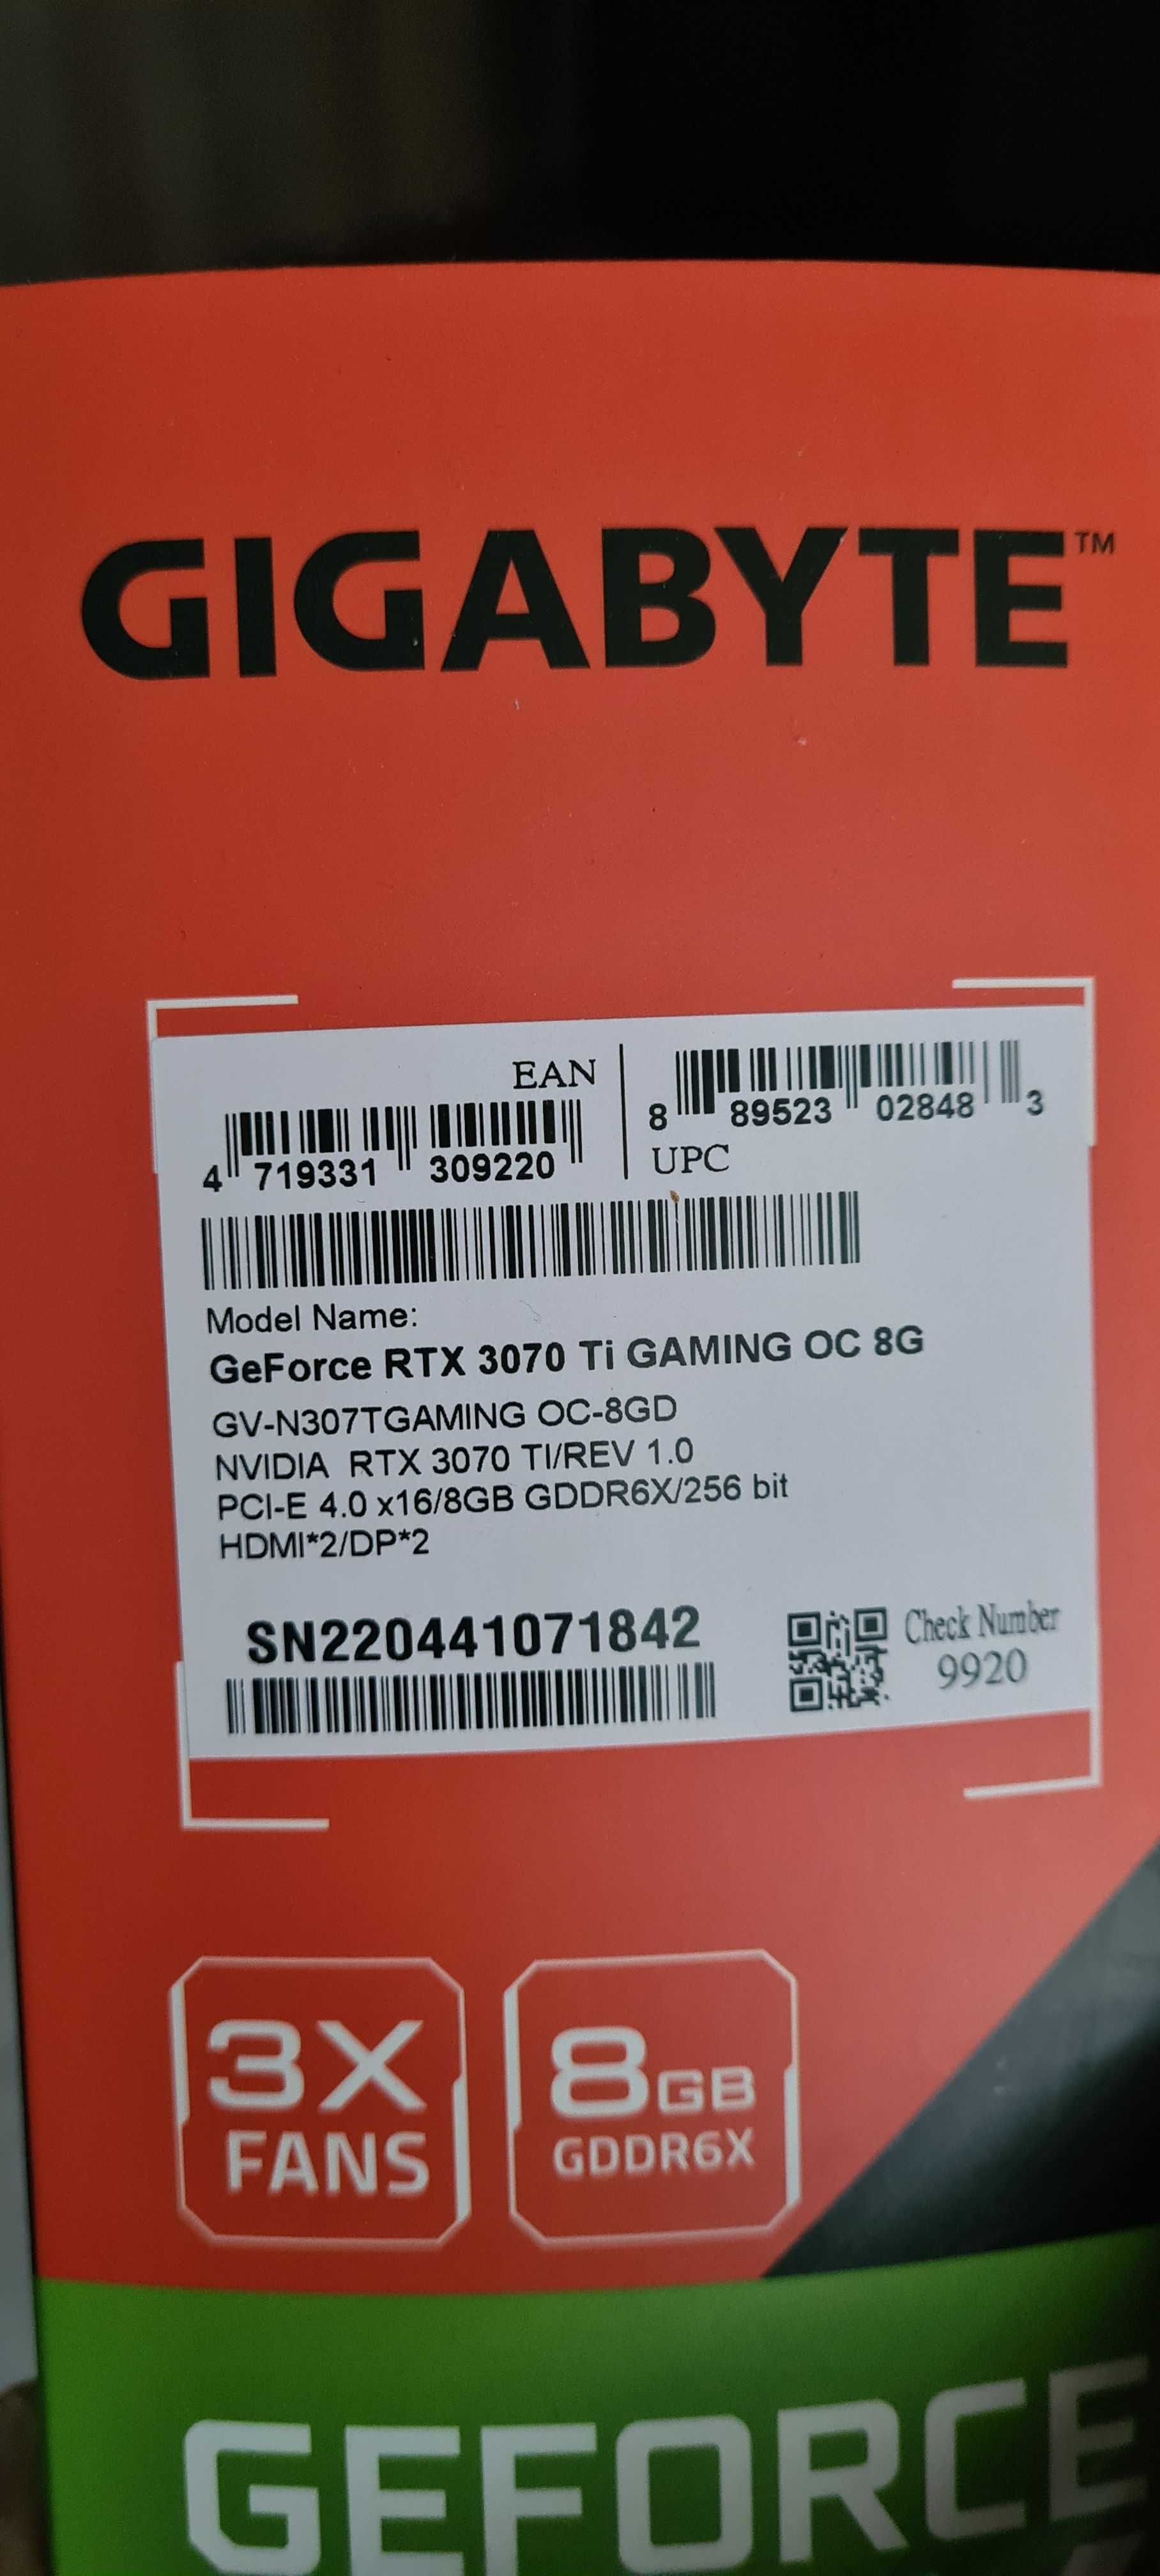 GIGABYTE™
EAN
4 719331 309220
8 89523 02848 3
UPC
Model Name:
GeForce RTX 3070 Ti GAMING OC 8G
GV-N307TGAMING OC-8GD
NVIDIA RTX 3070 TI/REV 1.0
PCI-E 4.0 x16/8GB GDDR6X/256 bit
HDMI*2/DP*2
SN220441071842
Check Number
9920
3X
FANS
8GB
GDDR6X
GEFORCE